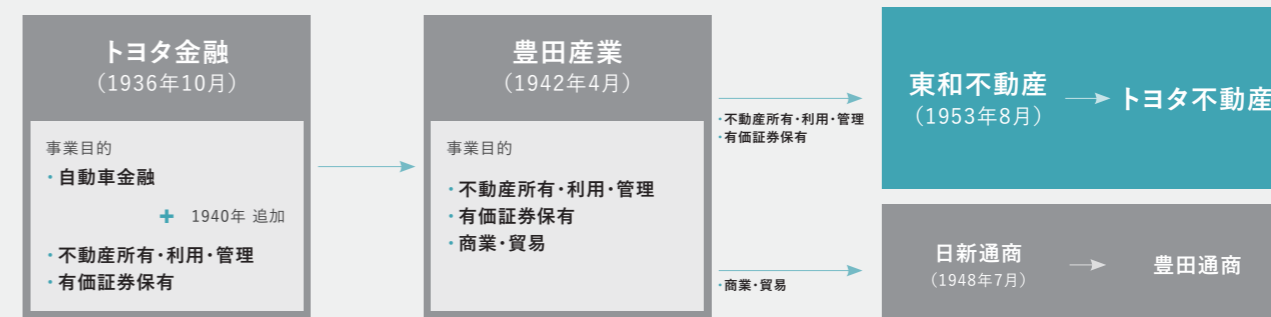 トヨタ金融
(1936年10月)
事業目的
・自動車金融
+ 1940年 追加
・不動産所有・利用・管理
・有価証券保有
豊田産業
(1942年4月)
事業目的
・不動産所有・利用・管理
・有価証券保有
・商業・貿易
・不動産所有・利用・管理
・有価証券保有
東和不動産
(1953年8月)
トヨタ不動産
・商業・貿易
日新通商
(1948年7月)
豊田通商